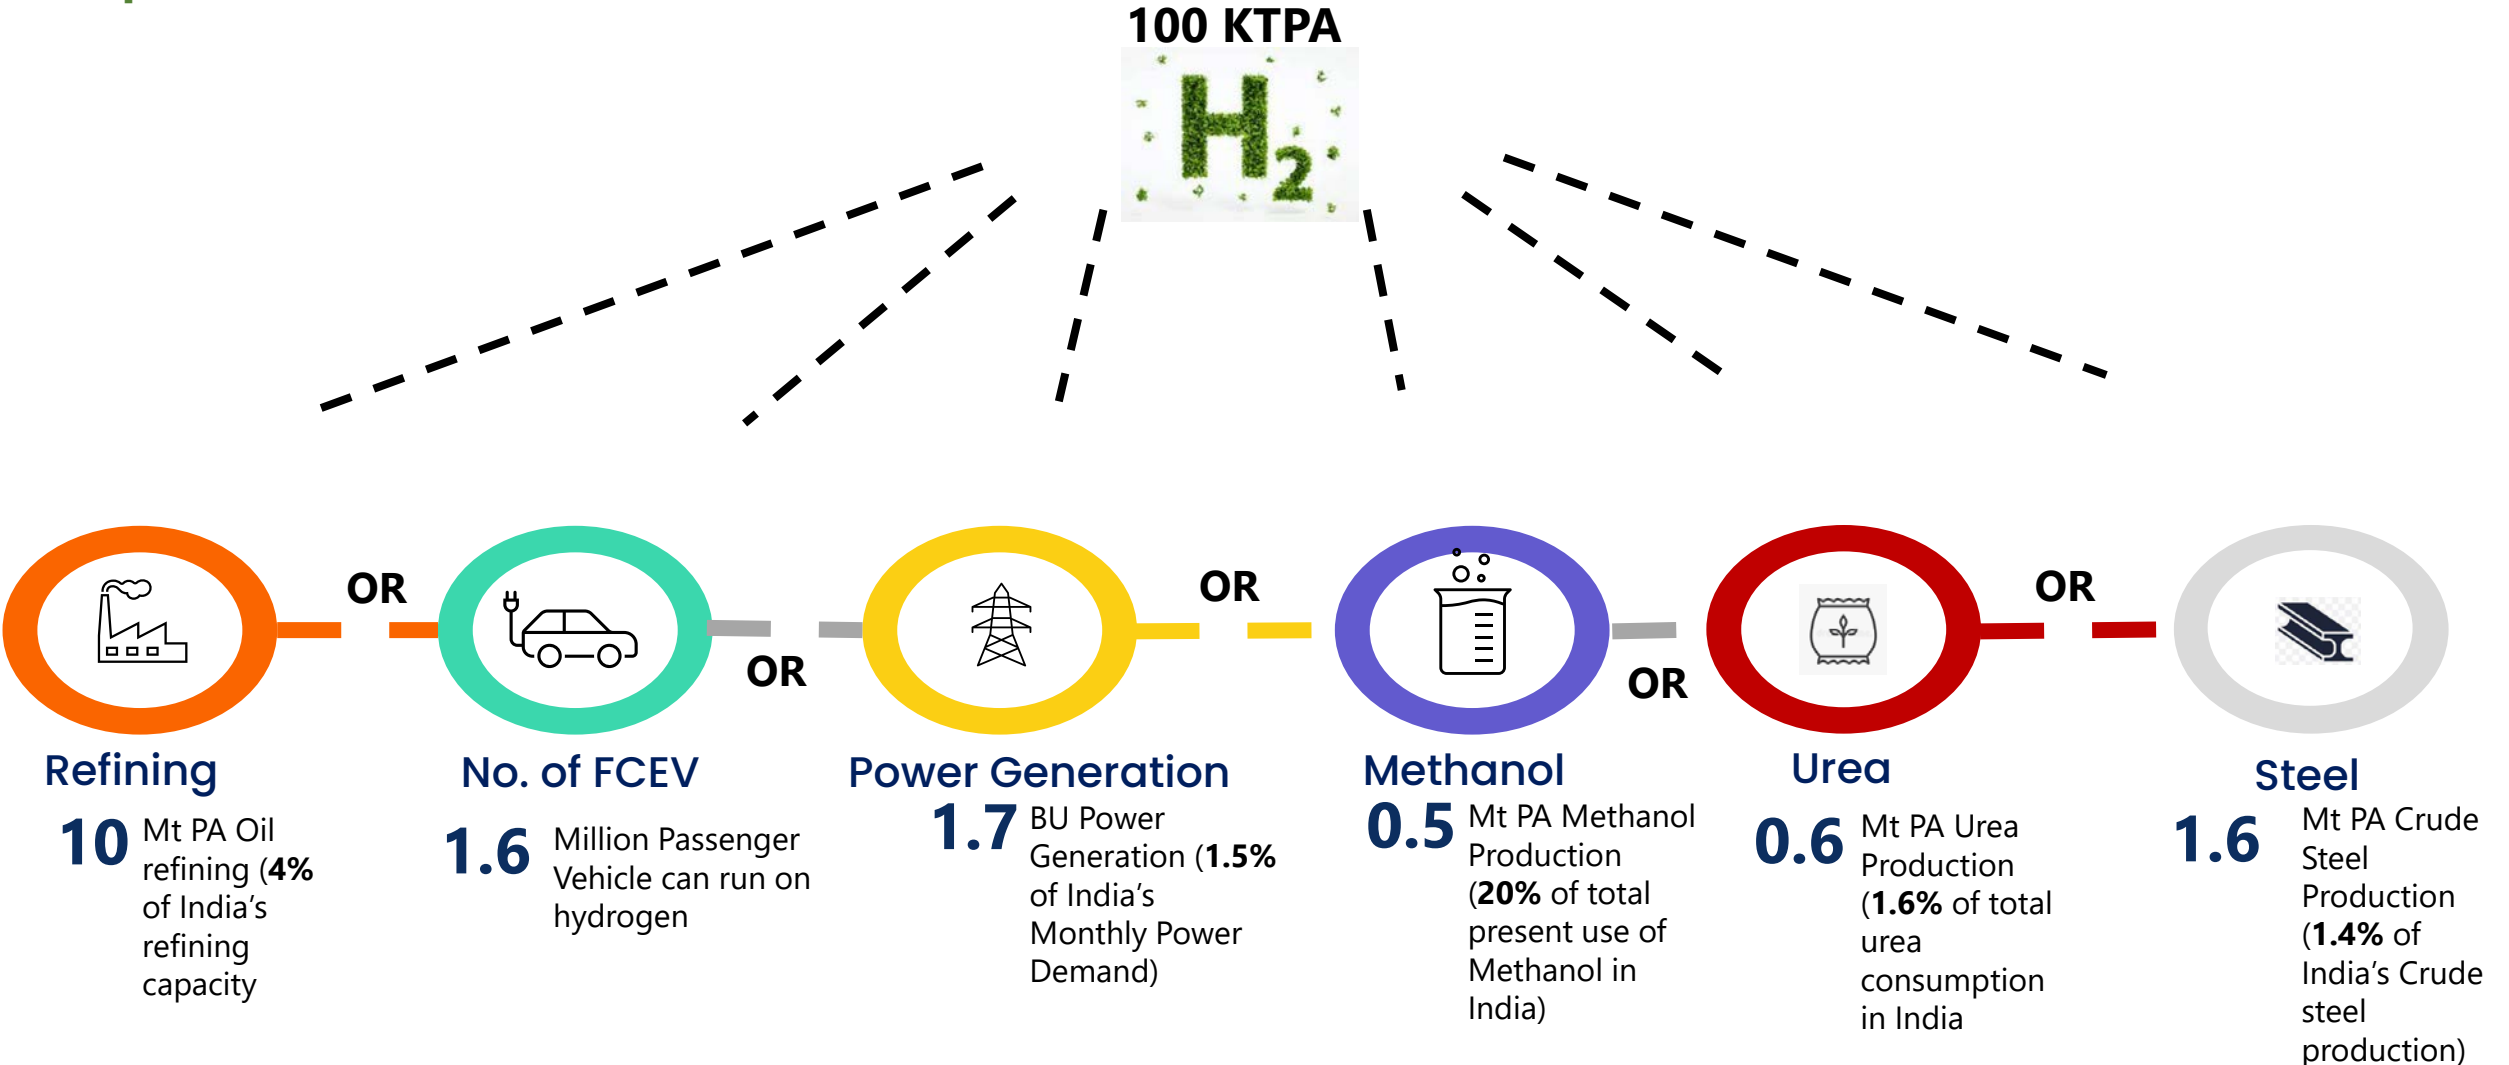 100 KTPA
H2
OR
OR
OR
OR
OR
Refining
10
Mt PA Oil
refining (4%
of India’s
refining
capacity
No. of FCEV
1.6
Million Passenger
Vehicle can run on
hydrogen
Power Generation
1.7
BU Power
Generation (1.5%
of India’s
Monthly Power
Demand)
Methanol
0.5
Mt PA Methanol
Production
(20% of total
present use of
Methanol in
India)
Urea
0.6
Mt PA Urea
Production
(1.6% of total
urea
consumption
in India
Steel
1.6
Mt PA Crude
Steel
Production
(1.4% of
India’s Crude
steel
production)